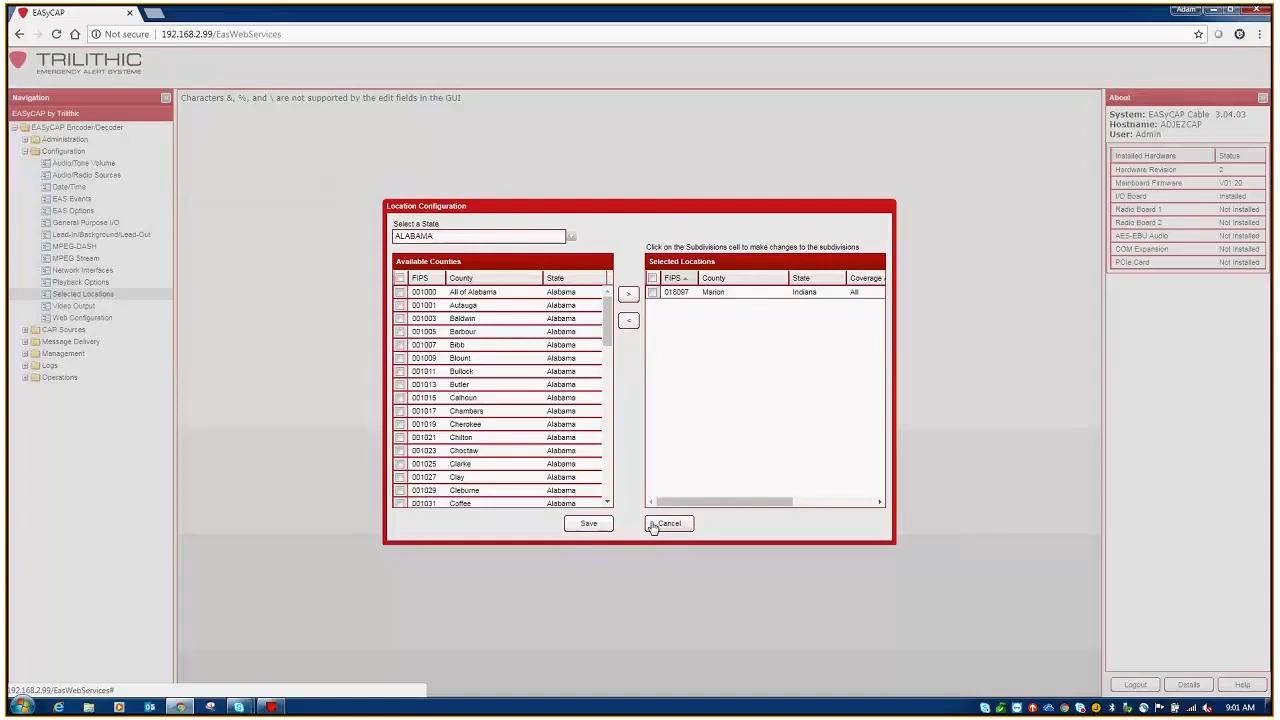 EASyCAP
Adam
Not secure | 192.168.2.99/EasWebServices
TRILITHIC
EMERGENCY ALERT SYSTEMS
Navigation
EASyCAP by Trilithic
EASyCAP Encoder/Decoder
Administration
Configuration
Audio/Tone Volume
Audio/Radio Sources
Date/Time
EAS Events
EAS Options
General Purpose I/O
Lead-In/Background/Lead-Out
MPEG-DASH
MPEG Stream
Network Interfaces
Playback Options
Selected Locations
Video Output
Web Configuration
CAP Sources
Message Delivery
Management
Logs
Operations
Characters &, %, and \ are not supported by the edit fields in the GUI
Location Configuration
Select a State
ALABAMA
Available Counties
FIPS County State
001000 All of Alabama Alabama
001001 Autauga Alabama
001003 Baldwin Alabama
001005 Barbour Alabama
001007 Bibb Alabama
001009 Blount Alabama
001011 Bullock Alabama
001013 Butler Alabama
001015 Calhoun Alabama
001017 Chambers Alabama
001019 Cherokee Alabama
001021 Chilton Alabama
001023 Choctaw Alabama
001025 Clarke Alabama
001027 Clay Alabama
001029 Cleburne Alabama
001031 Coffee Alabama
>
<
Click on the Subdivisions cell to make changes to the subdivisions
Selected Locations
FIPS County State Coverage
018097 Marion Indiana All
Save
Cancel
About
System: EASyCAP Cable 3.04.03
Hostname: ADJEZCAP
User: Admin
Installed Hardware Status
Hardware Revision 2
Mainboard Firmware V01.20
I/O Board Installed
Radio Board 1 Not Installed
Radio Board 2 Not Installed
AES-EBU Audio Not Installed
COM Expansion Not Installed
PCIe Card Not Installed
Logout
Details
Help
192.168.2.99/EasWebServices#
9:01 AM